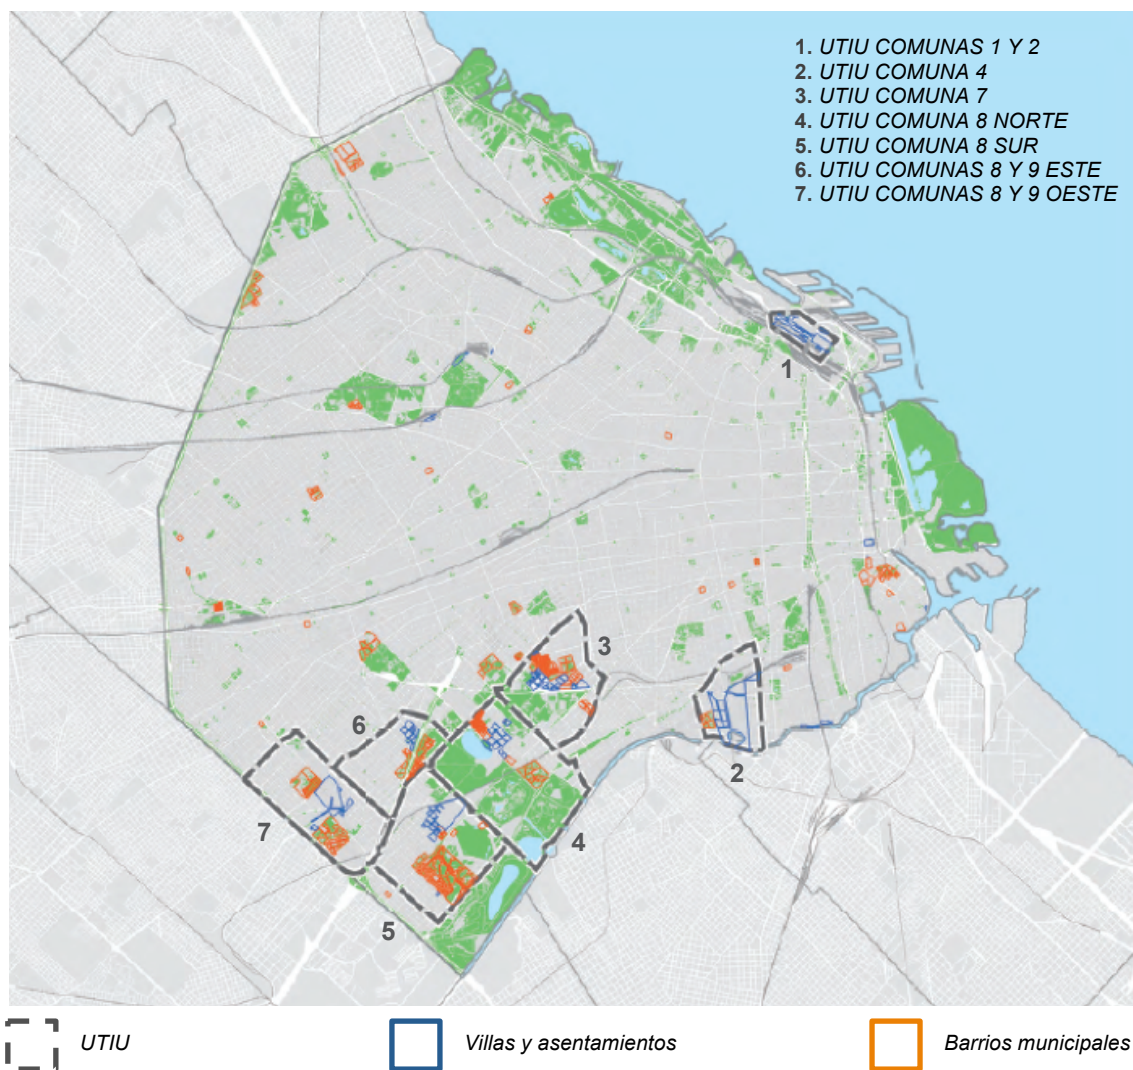 1. UTIU COMUNAS 1 Y 2
2. UTIU COMUNA 4
3. UTIU COMUNA 7
4. UTIU COMUNA 8 NORTE
5. UTIU COMUNA 8 SUR
6. UTIU COMUNAS 8 Y 9 ESTE
7. UTIU COMUNAS 8 Y 9 OESTE
1
3
6
2
7
4
5
UTIU
Villas y asentamientos
Barrios municipales